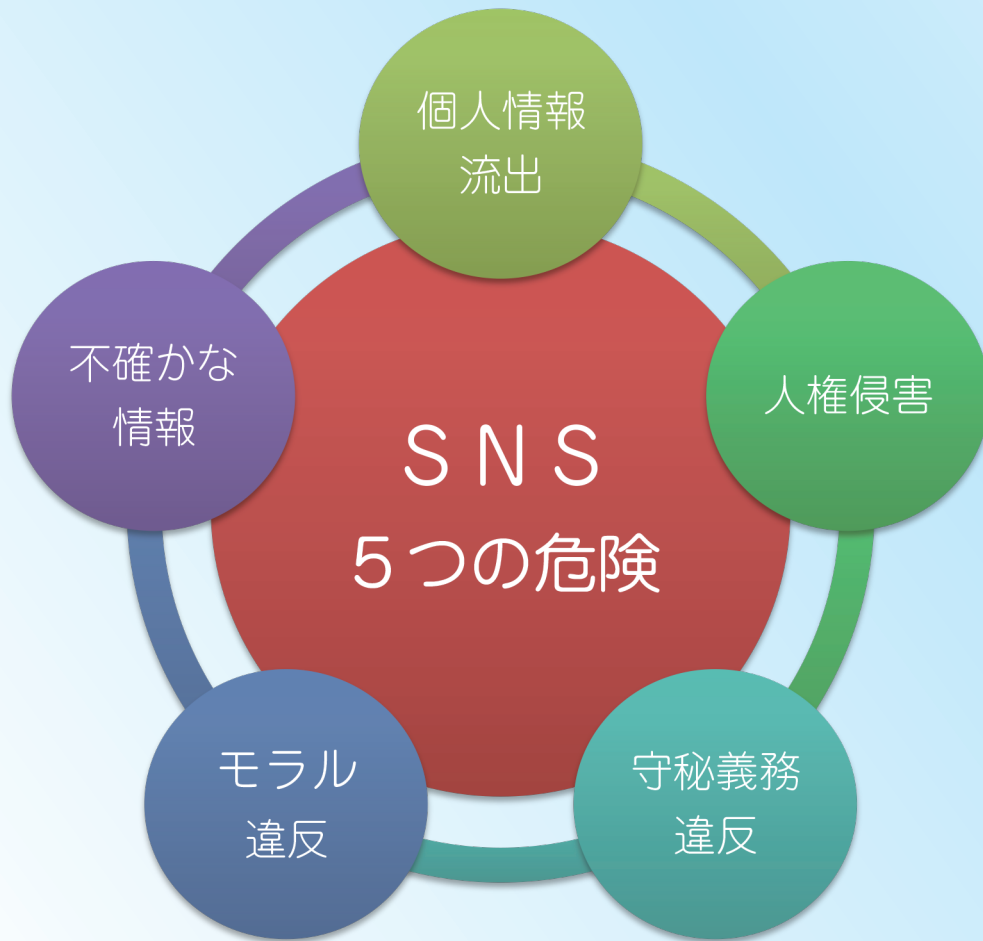 個人情報
流出
人権侵害
守秘義務
違反
モラル
違反
不確かな
情報
ＳＮＳ
５つの危険